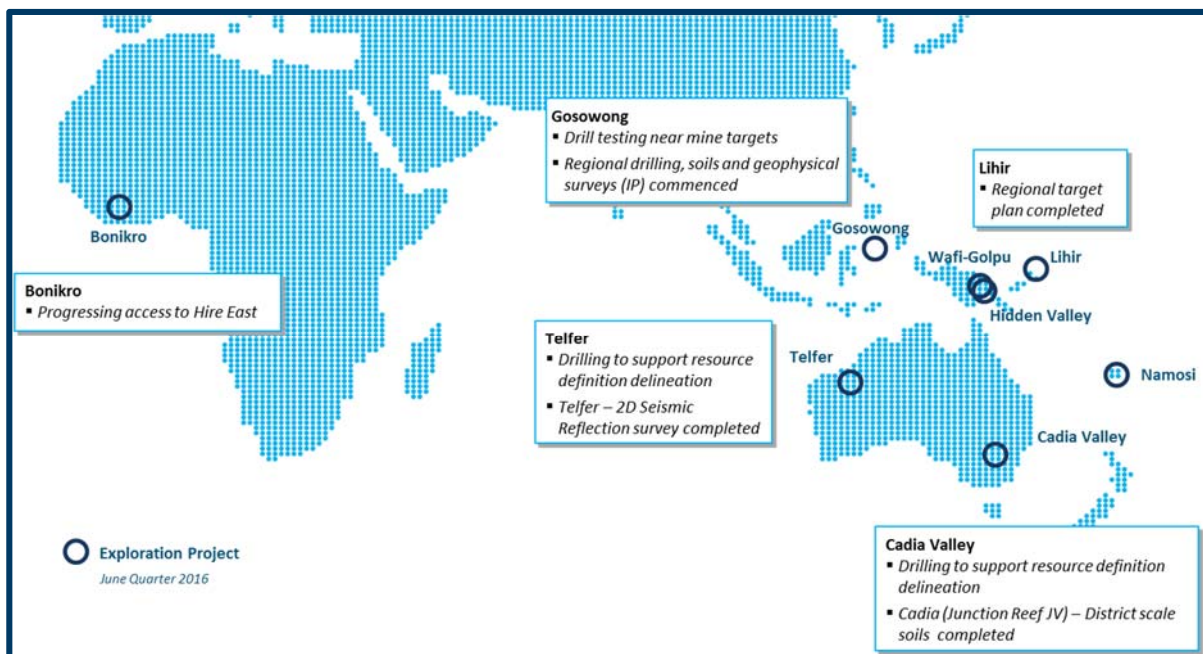 Gosowong
▪ Drill testing near mine targets
▪ Regional drilling, soils and geophysical
surveys (IP) commenced
Lihir
▪ Regional target
plan completed
Bonikro
Gosowong
Wafi-Golpu
Lihir
Hidden Valley
Bonikro
▪ Progressing access to Hire East
Telfer
▪ Drilling to support resource
definition delineation
▪ Telfer – 2D Seismic
Reflection survey completed
Telfer
Namosi
Cadia Valley
Exploration Project
June Quarter 2016
Cadia Valley
▪ Drilling to support resource definition
delineation
▪ Cadia (Junction Reef JV) – District scale
soils completed